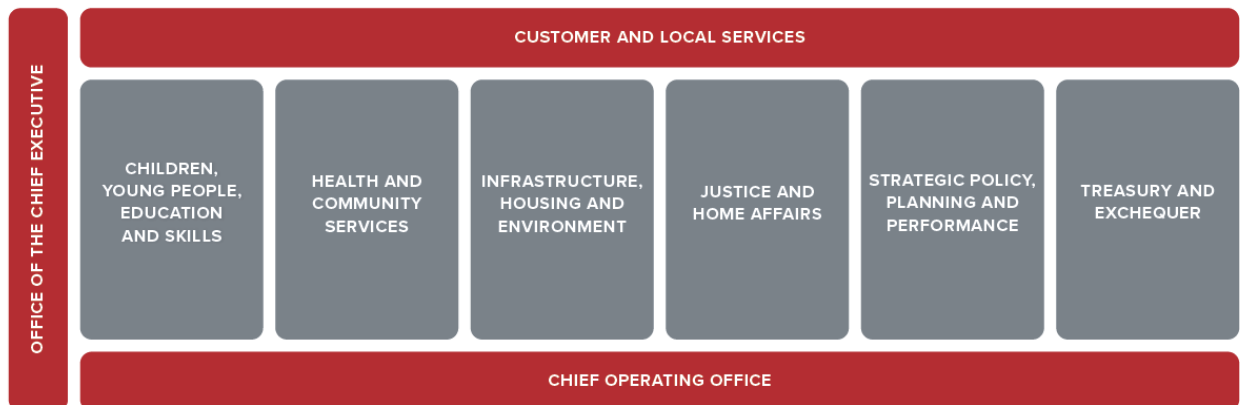 OFFICE OF THE CHIEF EXECUTIVE
CUSTOMER AND LOCAL SERVICES
CHILDREN,
YOUNG PEOPLE,
EDUCATION
AND SKILLS
HEALTH AND
COMMUNITY
SERVICES
INFRASTRUCTURE,
HOUSING AND
ENVIRONMENT
JUSTICE AND
HOME AFFAIRS
STRATEGIC POLICY,
PLANNING AND
PERFORMANCE
TREASURY AND
EXCHEQUER
CHIEF OPERATING OFFICE